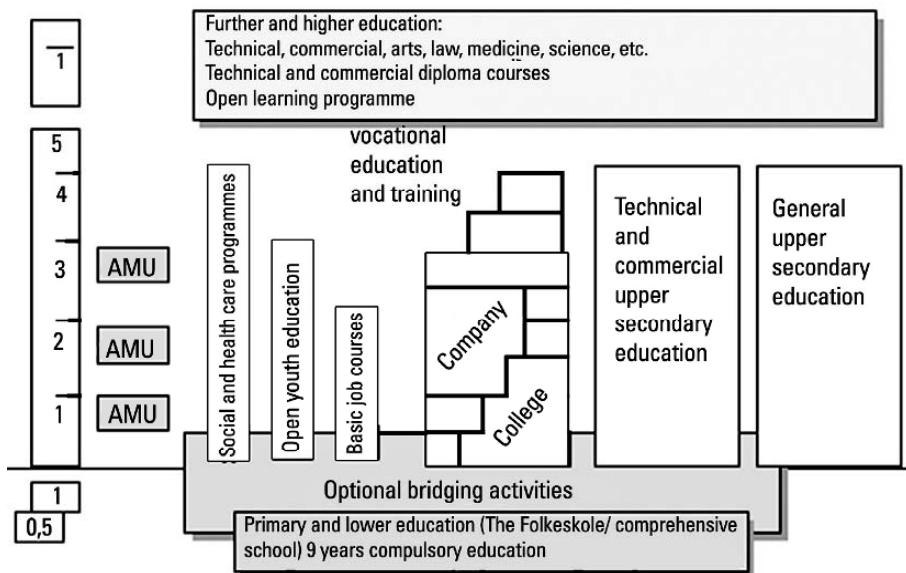 Further and higher education:
Technical, commercial, arts, law, medicine, science, etc.
Technical and commercial diploma courses
Open learning programme
1
5
4
3
2
1
1
0,5
AMU
AMU
AMU
Social and health care programmes
Open youth education
Basic job courses
vocational
education
and training
Company
College
Technical
and
commercial
upper
secondary
education
General
upper
secondary
education
Optional bridging activities
Primary and lower education (The Folkeskole/ comprehensive
school) 9 years compulsory education